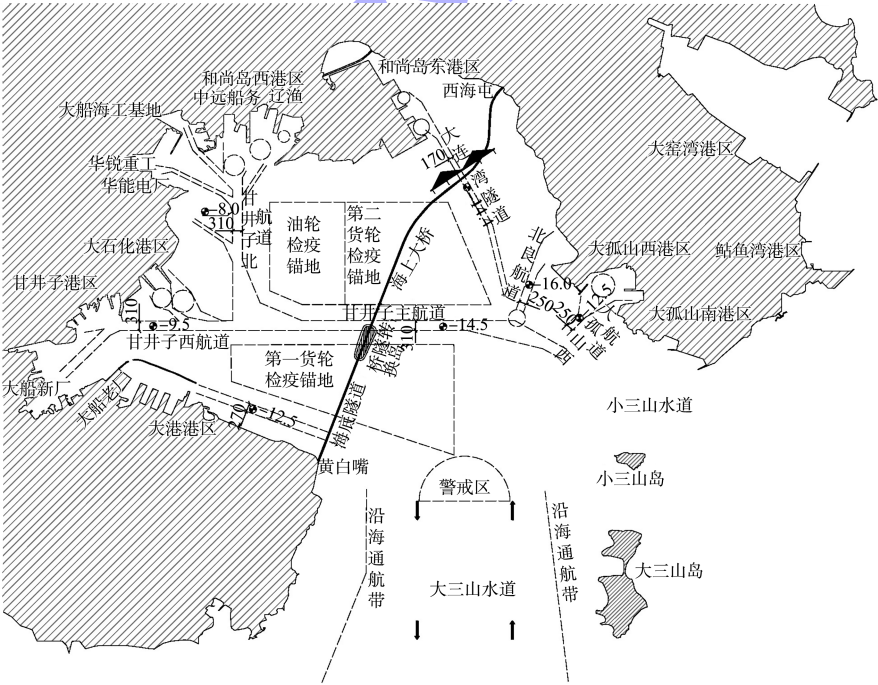 和尚岛东港区
和尚岛西港区
西海屯
中远船务
辽渔
大船海工基地
大连湾隧道
170
大窑湾港区
华锐重工
华能电厂
-8.0
310
甘井子北航道
油轮检疫锚地
第二货轮检疫锚地
海上大桥
北良航道
大石化港区
大孤山西港区
鲇鱼湾港区
甘井子港区
-16.0
250
250
12.5
大孤山航道
大孤山南港区
310
-9.5
甘井子西航道
甘井子主航道
310
-14.5
桥隧转换岛
第一货轮检疫锚地
西
大船新厂
大船老厂
270
-12.5
大港港区
海底隧道
小三山水道
黄白嘴
警戒区
小三山岛
沿海通航带
沿海通航带
大三山水道
大三山岛